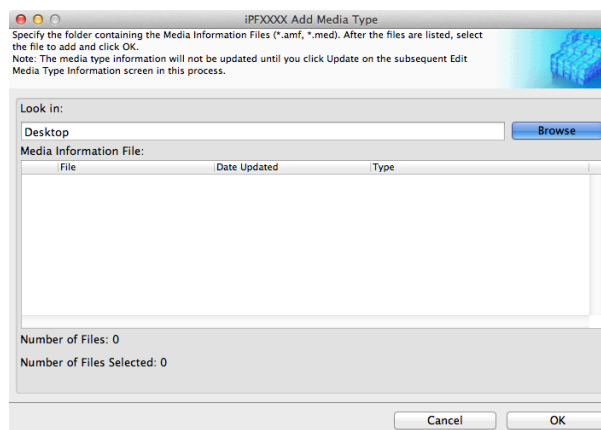 iPFXXXX Add Media Type
Specify the folder containing the Media Information Files (*.amf, *.med). After the files are listed, select
the file to add and click OK.
Note: The media type information will not be updated until you click Update on the subsequent Edit
Media Type Information screen in this process.
Look in:
Desktop Browse
Media Information File:
File Date Updated Type
Number of Files: 0
Number of Files Selected: 0
Cancel OK